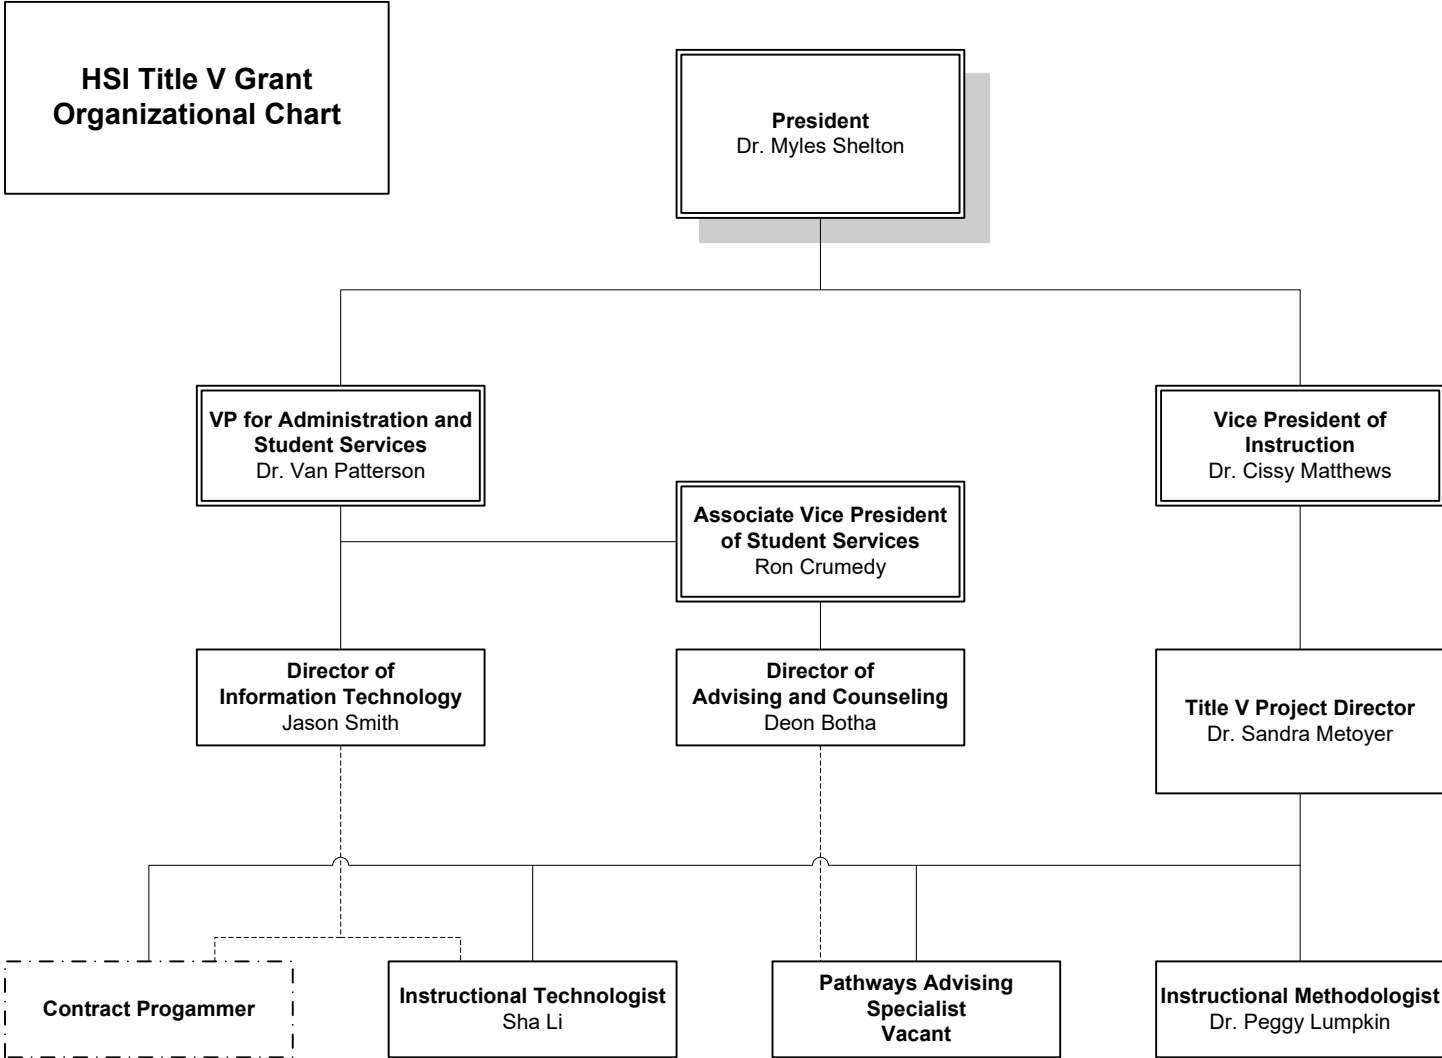 HSI Title V Grant
Organizational Chart
President
Dr. Myles Shelton
VP for Administration and
Student Services
Dr. Van Patterson
Vice President of
Instruction
Dr. Cissy Matthews
Associate Vice President
of Student Services
Ron Crumedy
Director of
Information Technology
Jason Smith
Director of
Advising and Counseling
Deon Botha
Title V Project Director
Dr. Sandra Metoyer
Contract Progammer
Instructional Technologist
Sha Li
Pathways Advising
Specialist
Vacant
Instructional Methodologist
Dr. Peggy Lumpkin